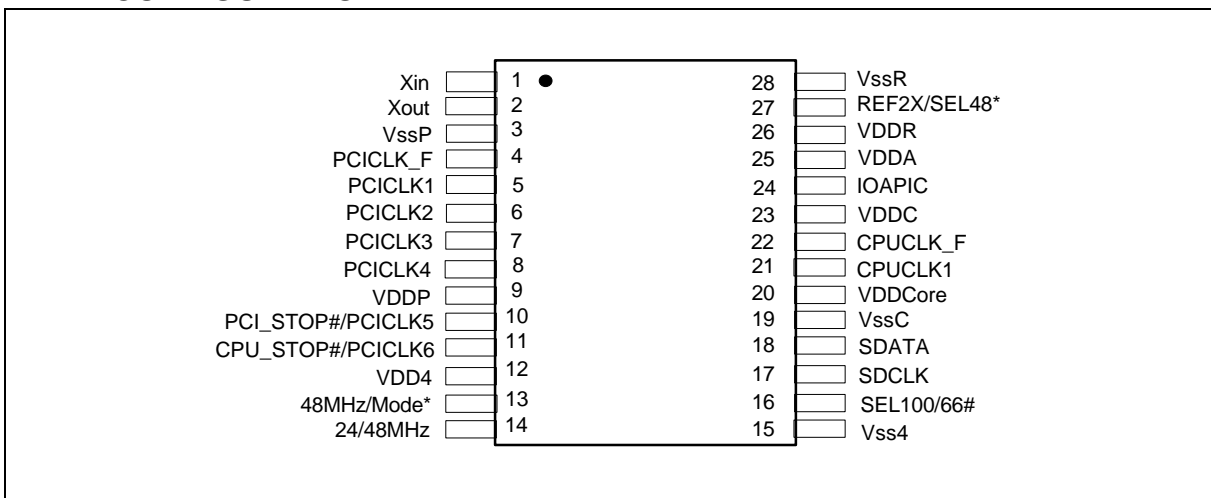 Xin 1 28 VssR
Xout 2 27 REF2X/SEL48*
VssP 3 26 VDDR
PCICLK_F 4 25 VDDA
PCICLK1 5 24 IOAPIC
PCICLK2 6 23 VDDC
PCICLK3 7 22 CPUCLK_F
PCICLK4 8 21 CPUCLK1
VDDP 9 20 VDDCore
PCI_STOP#/PCICLK5 10 19 VssC
CPU_STOP#/PCICLK6 11 18 SDATA
VDD4 12 17 SDCLK
48MHz/Mode* 13 16 SEL100/66#
24/48MHz 14 15 Vss4